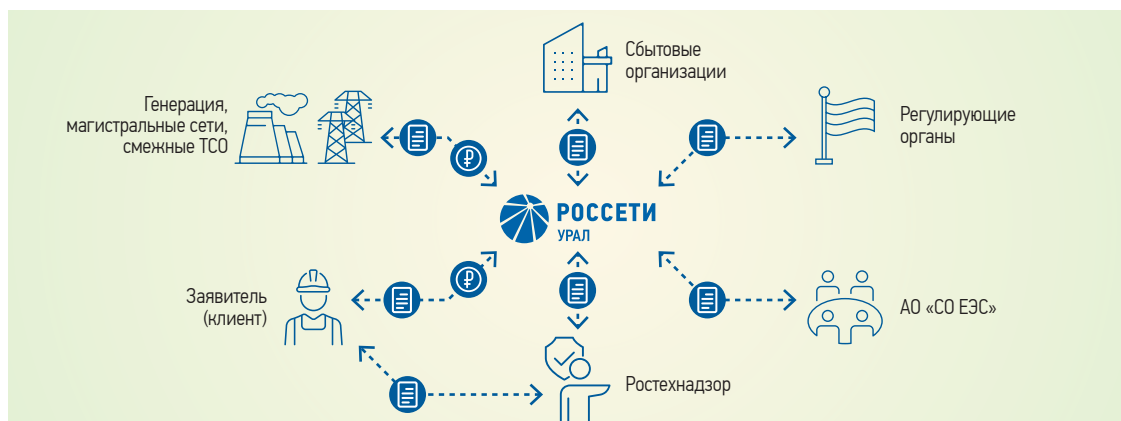 Сбытовые
организации
Генерация,
магистральные сети,
смежные ТСО
Регулирующие
органы
РОССЕТИ
УРАЛ
Заявитель
(клиент)
АО «СО ЕЭС»
Ростехнадзор